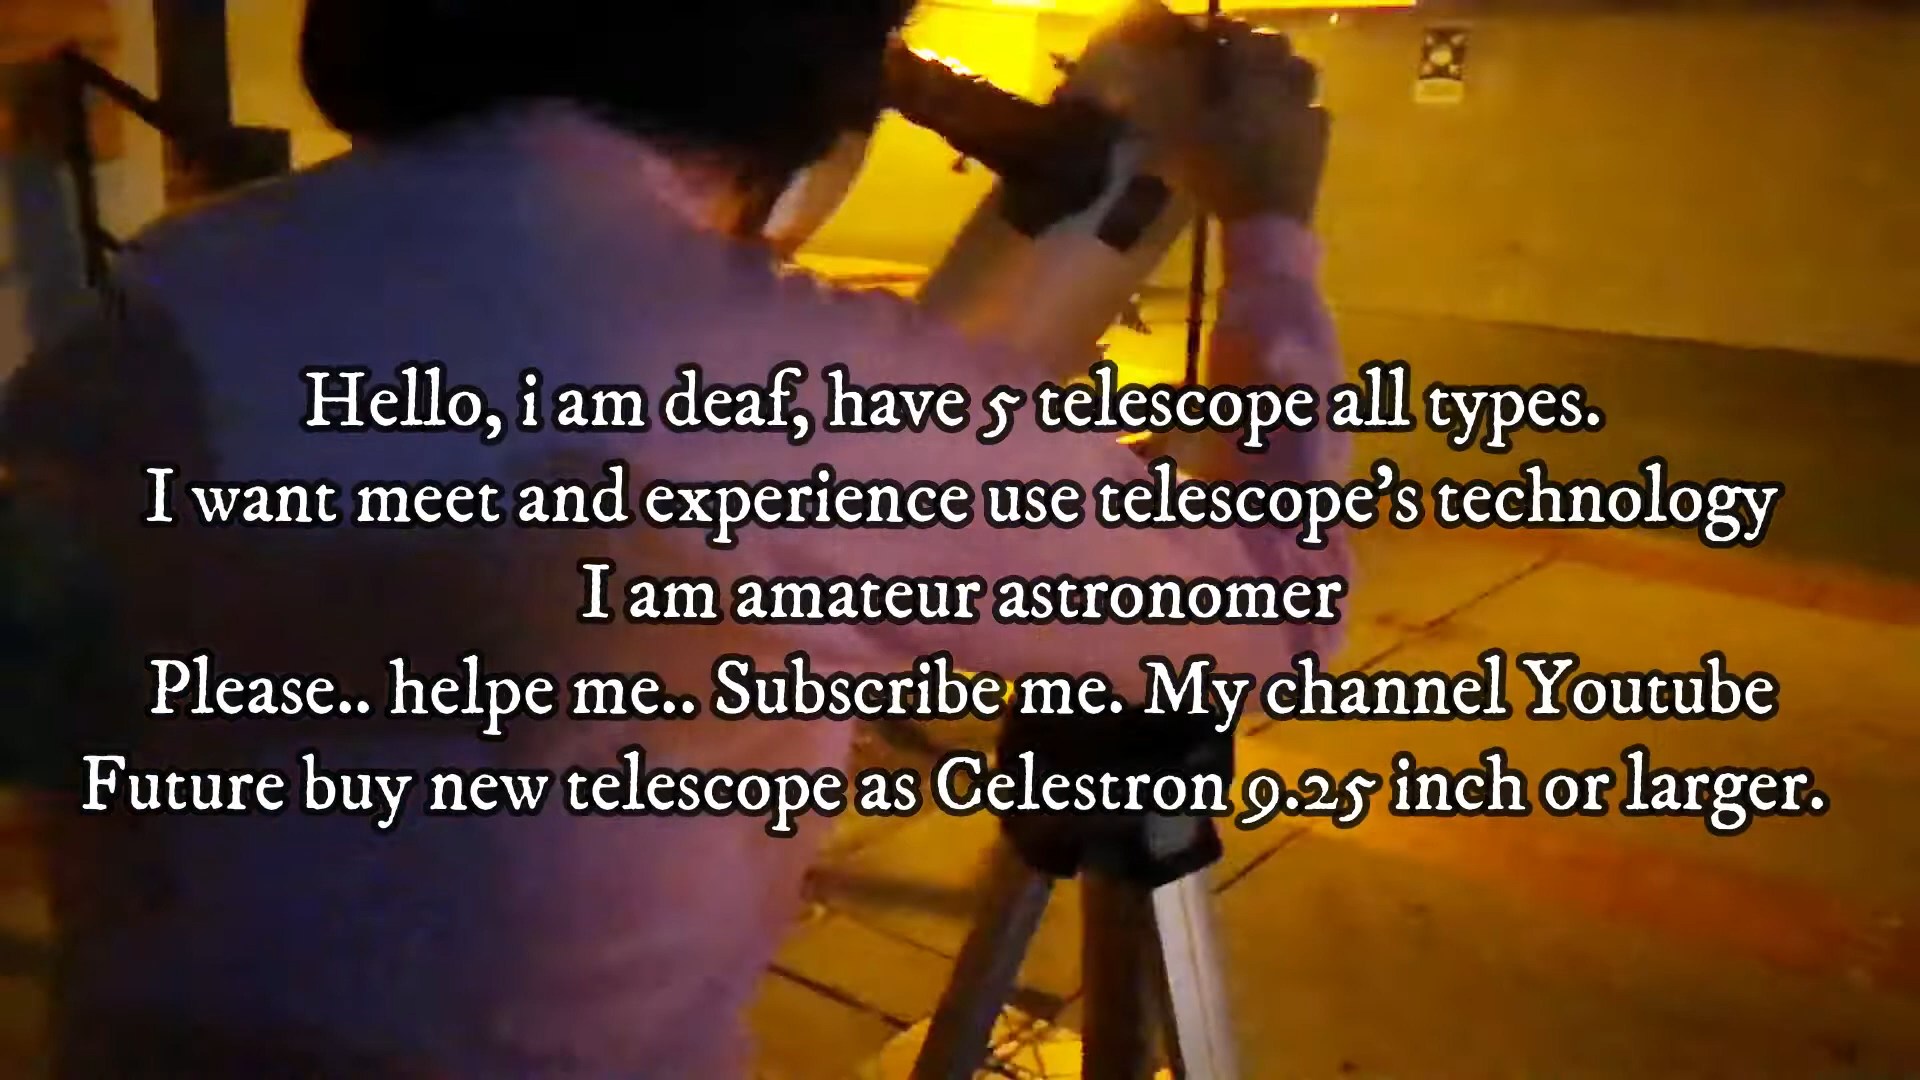 Hello, i am deaf, have 5 telescope all types.
I want meet and experience use telescope's technology
I am amateur astronomer
Please.. helpe me.. Subscribe me. My channel Youtube
Future buy new telescope as Celestron 9.25 inch or larger.